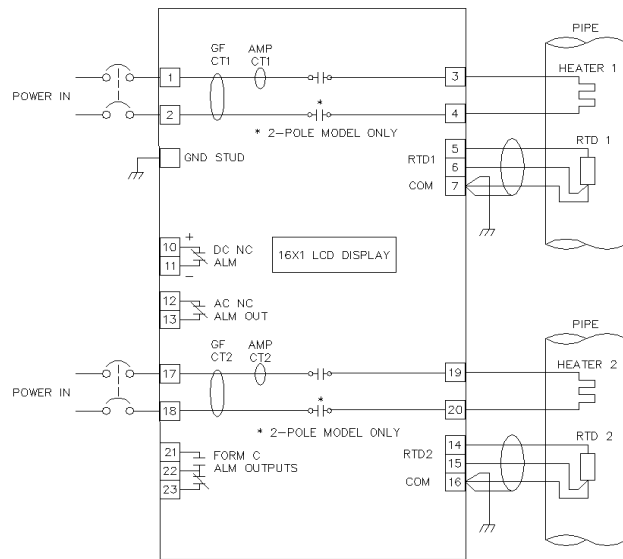 PIPE
GF
CT1
AMP
CT1
HEATER 1
1
3
POWER IN
2
*
4
* 2-POLE MODEL ONLY
RTD 1
GND STUD
RTD1
COM
5
6
7
+
10
11
−
DC NC
ALM
16X1 LCD DISPLAY
12
13
AC NC
ALM OUT
PIPE
GF
CT2
AMP
CT2
HEATER 2
17
19
POWER IN
18
*
20
* 2-POLE MODEL ONLY
RTD 2
21
22
23
FORM C
ALM OUTPUTS
RTD2
COM
14
15
16